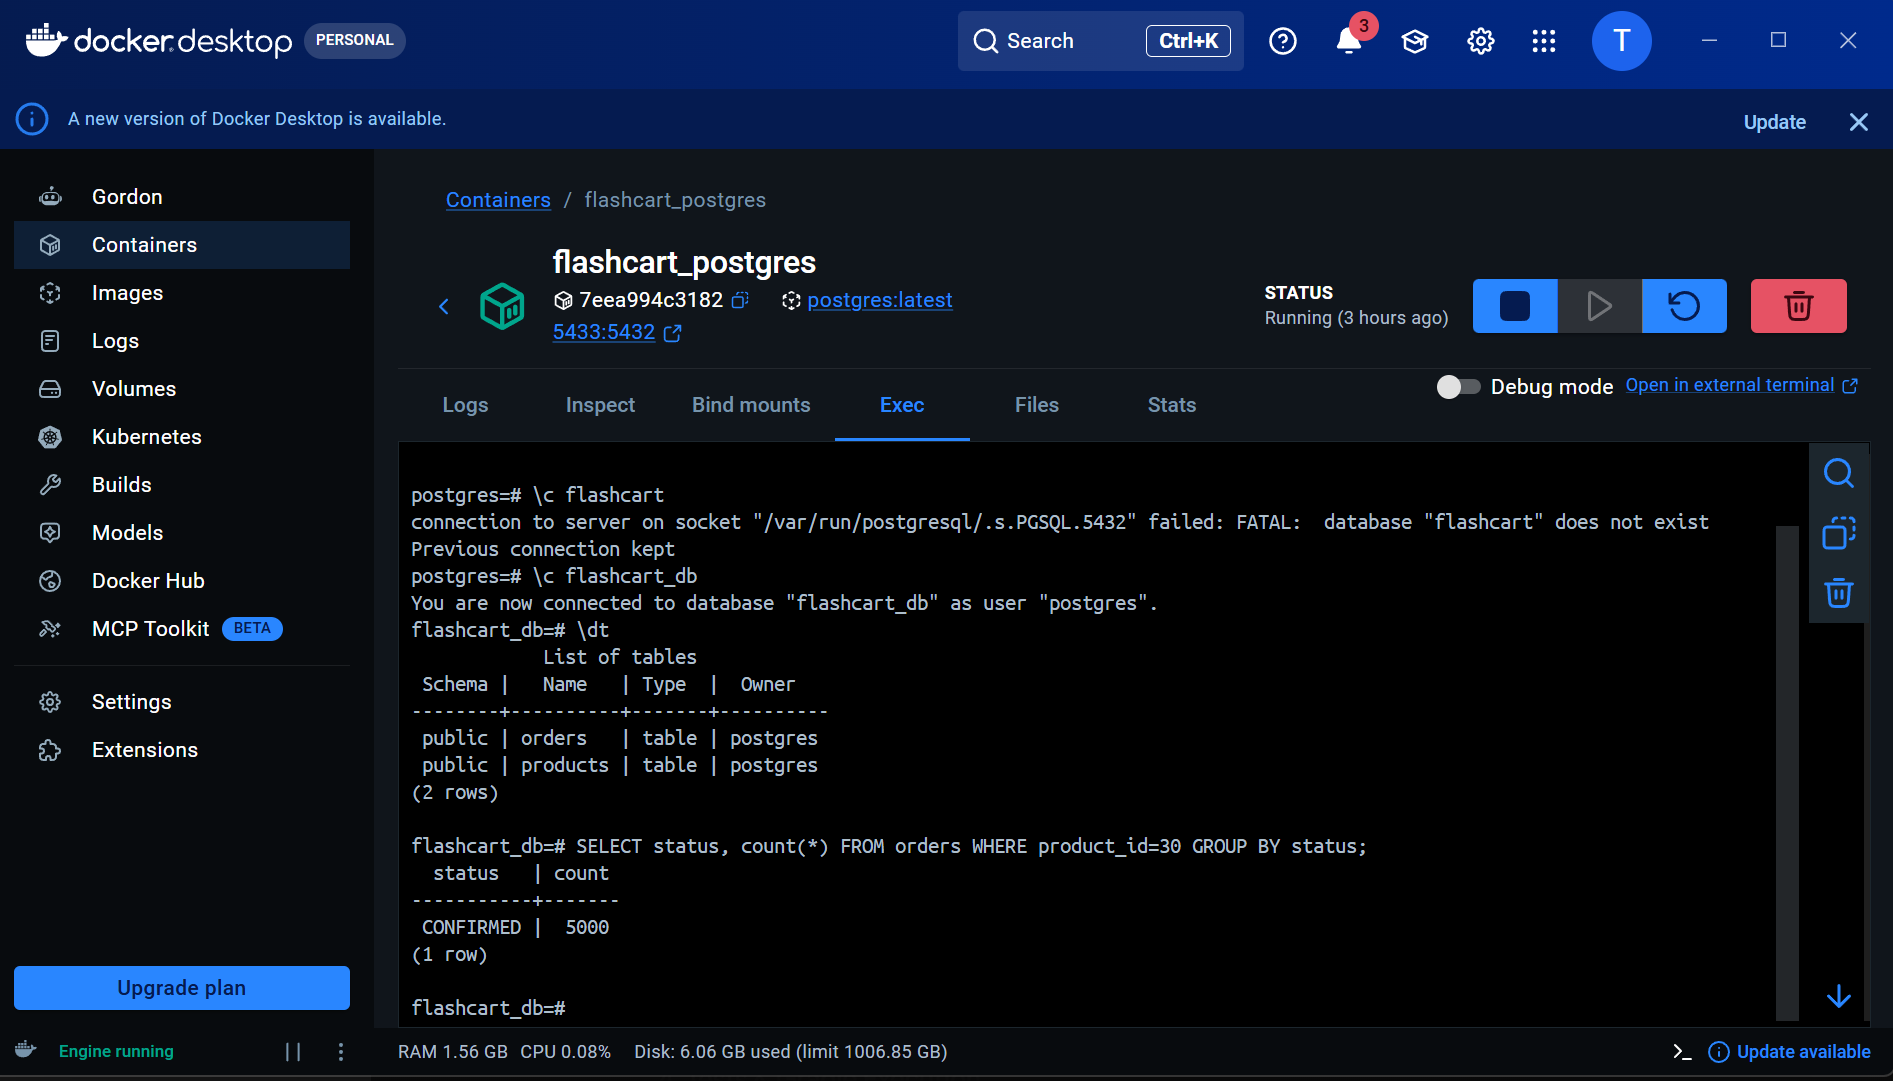 docker.desktop PERSONAL
Search Ctrl+K
3
T
A new version of Docker Desktop is available.
Update
Gordon
Containers
Images
Logs
Volumes
Kubernetes
Builds
Models
Docker Hub
MCP Toolkit BETA
Settings
Extensions
Upgrade plan
Containers / flashcart_postgres
flashcart_postgres
7eea994c3182 postgres:latest
5433:5432
STATUS
Running (3 hours ago)
Logs Inspect Bind mounts Exec Files Stats
Debug mode Open in external terminal
postgres=# \c flashcart
connection to server on socket "/var/run/postgresql/.s.PGSQL.5432" failed: FATAL:  database "flashcart" does not exist
Previous connection kept
postgres=# \c flashcart_db
You are now connected to database "flashcart_db" as user "postgres".
flashcart_db=# \dt
            List of tables
 Schema |   Name   | Type  |  Owner
--------+----------+-------+----------
 public | orders   | table | postgres
 public | products | table | postgres
(2 rows)
flashcart_db=# SELECT status, count(*) FROM orders WHERE product_id=30 GROUP BY status;
  status   | count
-----------+-------
 CONFIRMED |  5000
(1 row)
flashcart_db=#
Engine running
RAM 1.56 GB CPU 0.08% Disk: 6.06 GB used (limit 1006.85 GB)
Update available